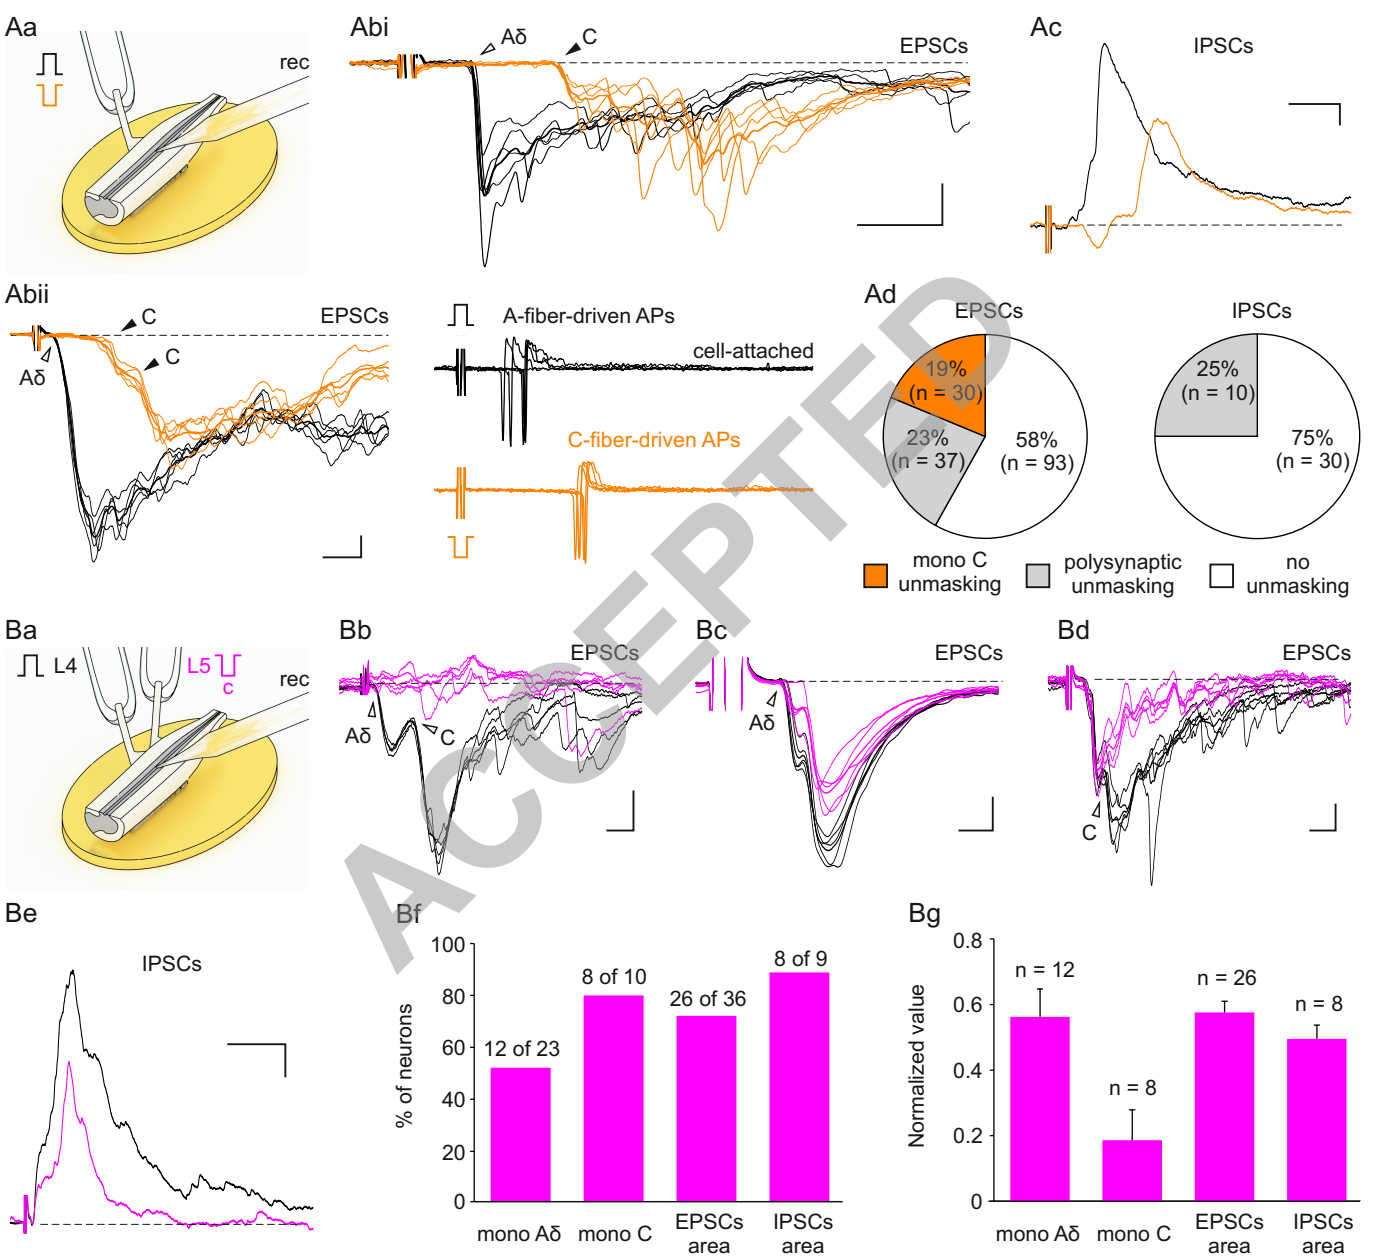 Aa
rec
Abi
Aδ
C
EPSCs
Ac
IPSCs
Abii
C
C
Aδ
EPSCs
A-fiber-driven APs
cell-attached
C-fiber-driven APs
Ad
EPSCs
19%
(n = 30)
23%
(n = 37)
58%
(n = 93)
IPSCs
25%
(n = 10)
75%
(n = 30)
mono C
unmasking
polysynaptic
unmasking
no
unmasking
Ba
L4
L5
c
rec
Bb
EPSCs
Aδ
C
Bc
EPSCs
Aδ
Bd
EPSCs
C
Be
IPSCs
Bf
% of neurons
100
80
60
40
20
0
12 of 23
8 of 10
26 of 36
8 of 9
mono Aδ
mono C
EPSCs
area
IPSCs
area
Bg
Normalized value
0.8
0.6
0.4
0.2
0
n = 12
n = 8
n = 26
n = 8
mono Aδ
mono C
EPSCs
area
IPSCs
area
ACCEPTED